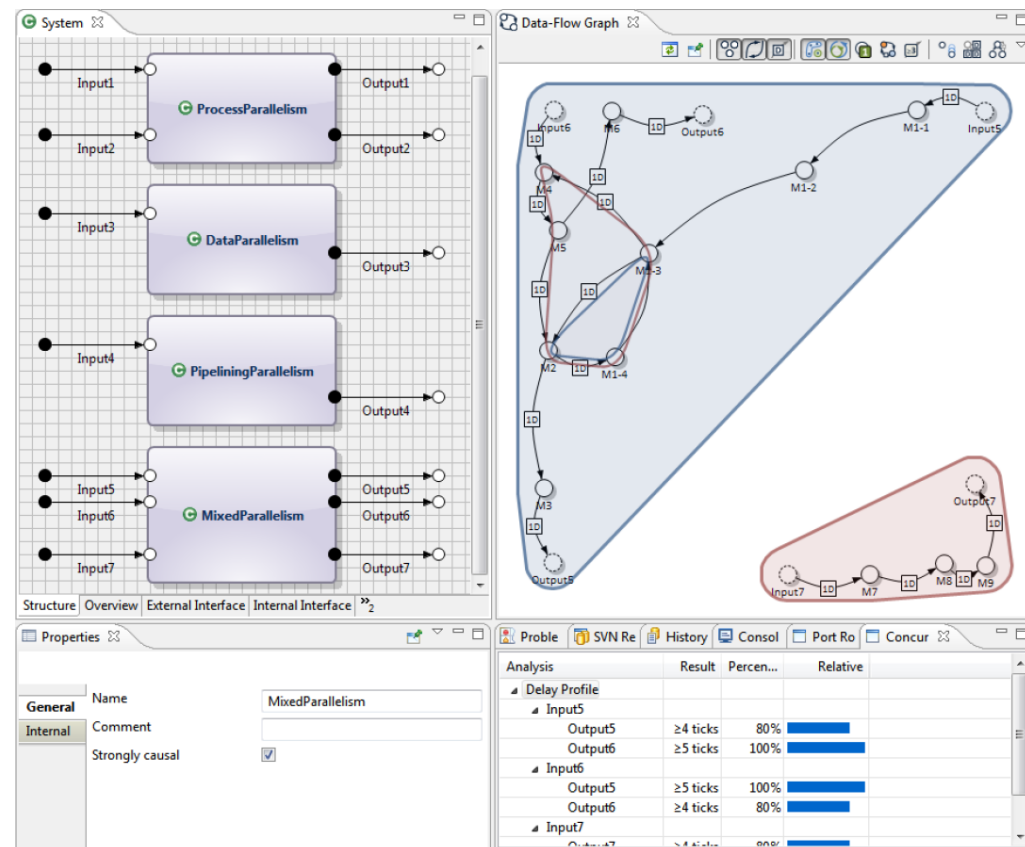 System
Input1
Output1
ProcessParallelism
Input2
Output2
Input3
DataParallelism
Output3
Input4
PipeliningParallelism
Output4
Input5
Output5
Input6
MixedParallelism
Output6
Input7
Output7
Structure
Overview
External Interface
Internal Interface
»2
Data-Flow Graph
1D
Input6
M6
1D
Output6
M1-1
1D
Input5
1D
M4
1D
1D
M1-2
1D
M5
1D
1D
M2
1D
M1-4
1D
M3
1D
Output5
Output7
1D
Input7
1D
M7
1D
M8
1D
M9
Properties
General
Internal
Name
MixedParallelism
Comment
Strongly causal
Proble
SVN Re
History
Consol
Port Ro
Concur
Analysis Result Percen... Relative
Delay Profile
Input5
Output5 ≥4 ticks 80%
Output6 ≥5 ticks 100%
Input6
Output5 ≥5 ticks 100%
Output6 ≥4 ticks 80%
Input7